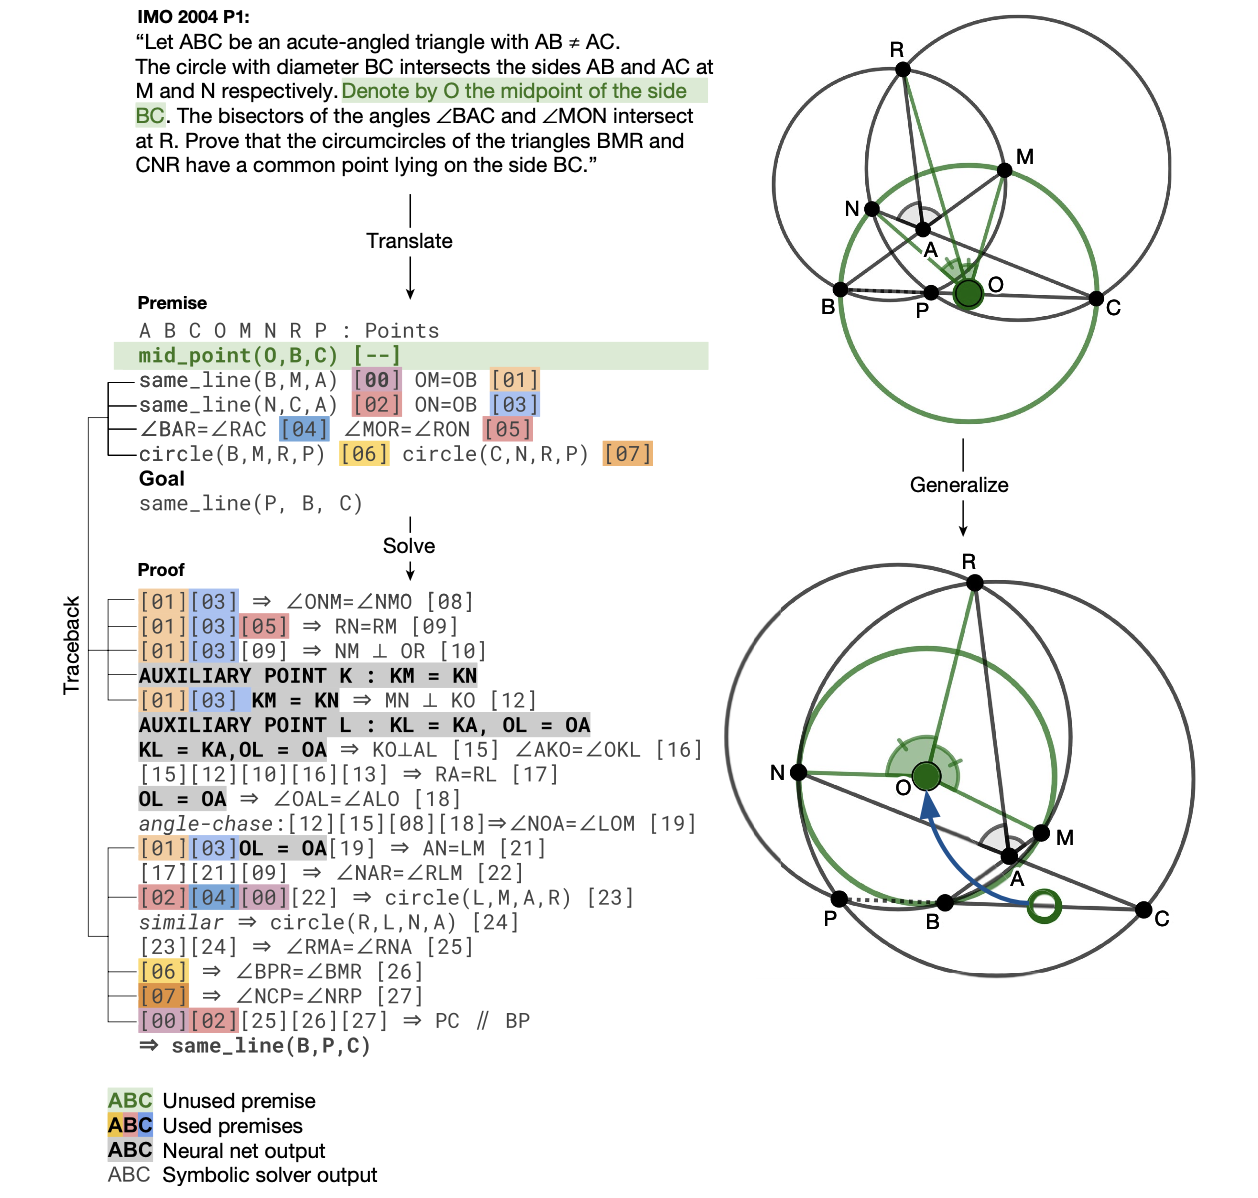 IMO 2004 P1:
“Let ABC be an acute-angled triangle with AB ≠ AC.
The circle with diameter BC intersects the sides AB and AC at
M and N respectively. Denote by O the midpoint of the side
BC. The bisectors of the angles ∠BAC and ∠MON intersect
at R. Prove that the circumcircles of the triangles BMR and
CNR have a common point lying on the side BC.”
Translate
Premise
A B C O M N R P : Points
mid_point(O,B,C) [--]
same_line(B,M,A) [00] OM=OB [01]
same_line(N,C,A) [02] ON=OB [03]
∠BAR=∠RAC [04] ∠MOR=∠RON [05]
circle(B,M,R,P) [06] circle(C,N,R,P) [07]
Goal
same_line(P, B, C)
Solve
Proof
Traceback
[01][03] ⇒ ∠ONM=∠NMO [08]
[01][03][05] ⇒ RN=RM [09]
[01][03][09] ⇒ NM ⊥ OR [10]
AUXILIARY POINT K : KM = KN
[01][03] KM = KN ⇒ MN ⊥ KO [12]
AUXILIARY POINT L : KL = KA, OL = OA
KL = KA,OL = OA ⇒ KO⊥AL [15] ∠AKO=∠OKL [16]
[15][12][10][16][13] ⇒ RA=RL [17]
OL = OA ⇒ ∠OAL=∠ALO [18]
angle-chase:[12][15][08][18]⇒∠NOA=∠LOM [19]
[01][03]OL = OA[19] ⇒ AN=LM [21]
[17][21][09] ⇒ ∠NAR=∠RLM [22]
[02][04][00][22] ⇒ circle(L,M,A,R) [23]
similar ⇒ circle(R,L,N,A) [24]
[23][24] ⇒ ∠RMA=∠RNA [25]
[06] ⇒ ∠BPR=∠BMR [26]
[07] ⇒ ∠NCP=∠NRP [27]
[00][02][25][26][27] ⇒ PC ∥ BP
⇒ same_line(B,P,C)
ABC Unused premise
ABC Used premises
ABC Neural net output
ABC Symbolic solver output
R
M
N
A
O
B
P
C
Generalize
R
N
O
M
A
P
B
C